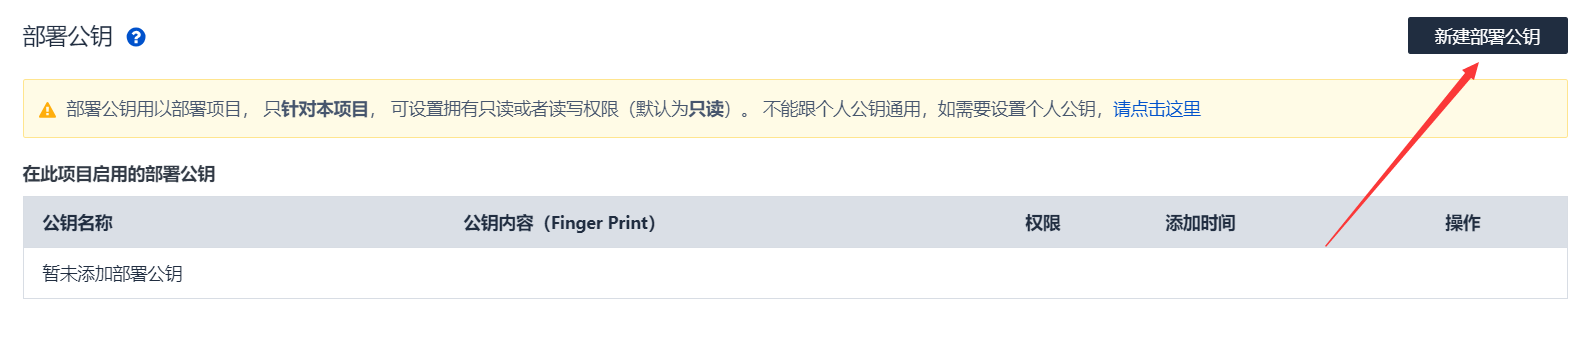 部署公钥
新建部署公钥
部署公钥用以部署项目， 只针对本项目， 可设置拥有只读或者读写权限（默认为只读）。 不能跟个人公钥通用，如需要设置个人公钥，请点击这里
在此项目启用的部署公钥
公钥名称 公钥内容（Finger Print） 权限 添加时间 操作
暂未添加部署公钥